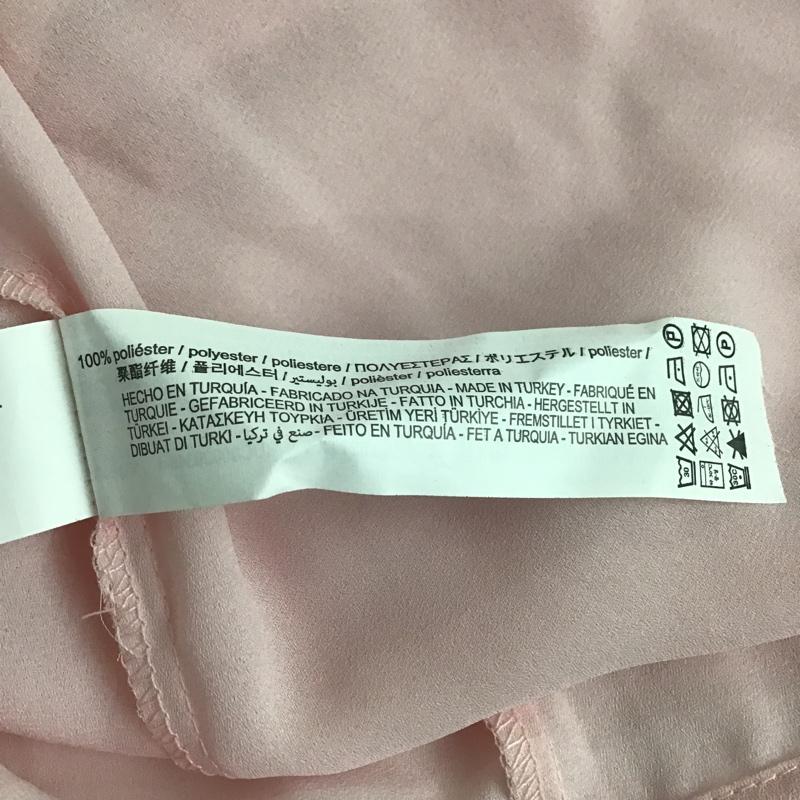 100% poliéster / polyester / poliestere / ΠΟΛΥΕΣΤΕΡΑΣ / ポリエステル / poliester /
聚酯纤维 / 폴리에스터 / بوليستير / polièster / poliesterra
HECHO EN TURQUÍA - FABRICADO NA TURQUIA - MADE IN TURKEY - FABRIQUÉ EN
TURQUIE - GEFABRICEERD IN TURKIJE - FATTO IN TURCHIA - HERGESTELLT IN
TÜRKEI - ΚΑΤΑΣΚΕΥΗ ΤΟΥΡΚΙΑ - ÜRETİM YERİ TÜRKİYE - FREMSTILLET I TYRKIET -
DIBUAT DI TURKI - صنع في تركيا - FEITO EN TURQUÍA - FET A TURQUIA - TURKIAN EGINA
P P